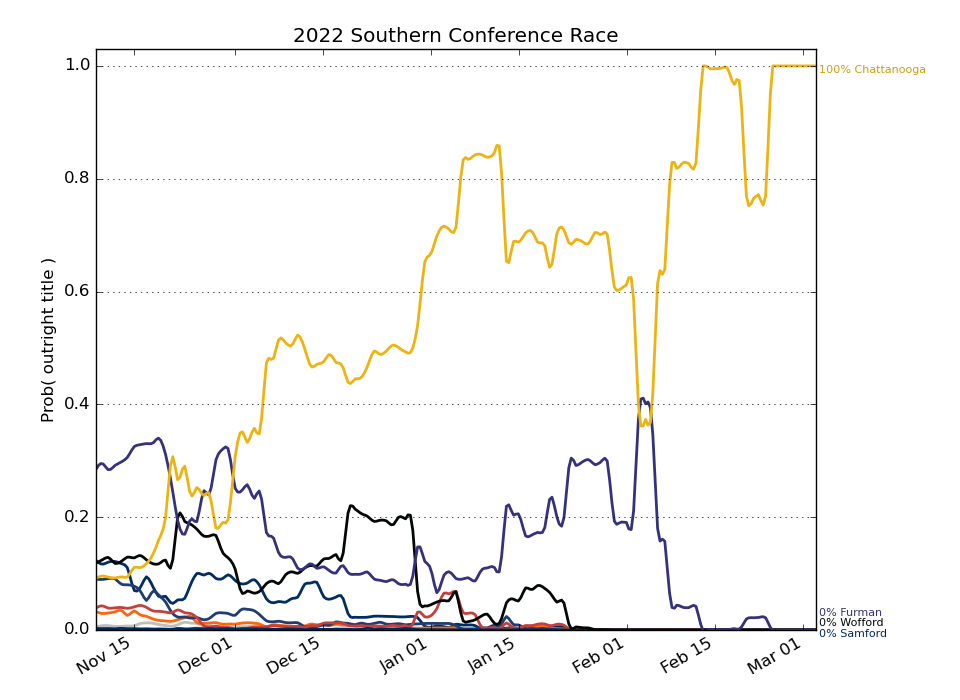 2022 Southern Conference Race
Prob( outright title )
1.0
0.8
0.6
0.4
0.2
0.0
100% Chattanooga
0% Furman
0% Wofford
0% Samford
Nov 15
Dec 01
Dec 15
Jan 01
Jan 15
Feb 01
Feb 15
Mar 01